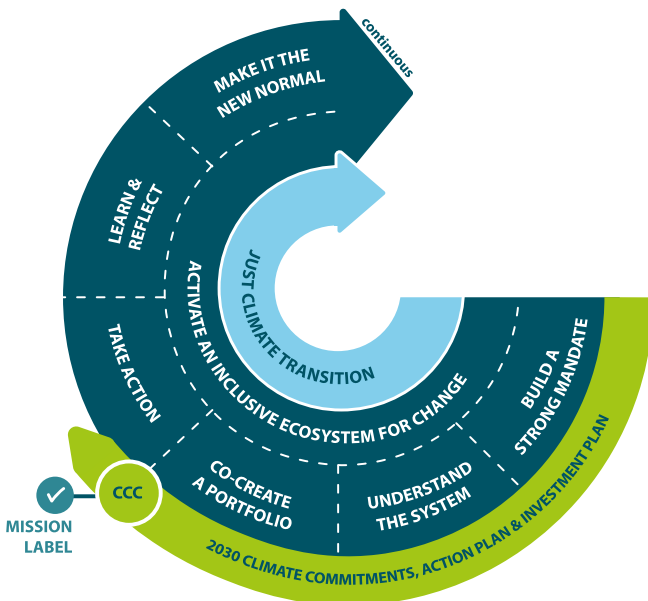 continuous
MAKE IT THE
NEW NORMAL
LEARN &
REFLECT
TAKE ACTION
CO-CREATE
A PORTFOLIO
UNDERSTAND
THE SYSTEM
BUILD A
STRONG MANDATE
ACTIVATE AN INCLUSIVE ECOSYSTEM FOR CHANGE
JUST CLIMATE TRANSITION
2030 CLIMATE COMMITMENTS, ACTION PLAN & INVESTMENT PLAN
CCC
MISSION
LABEL